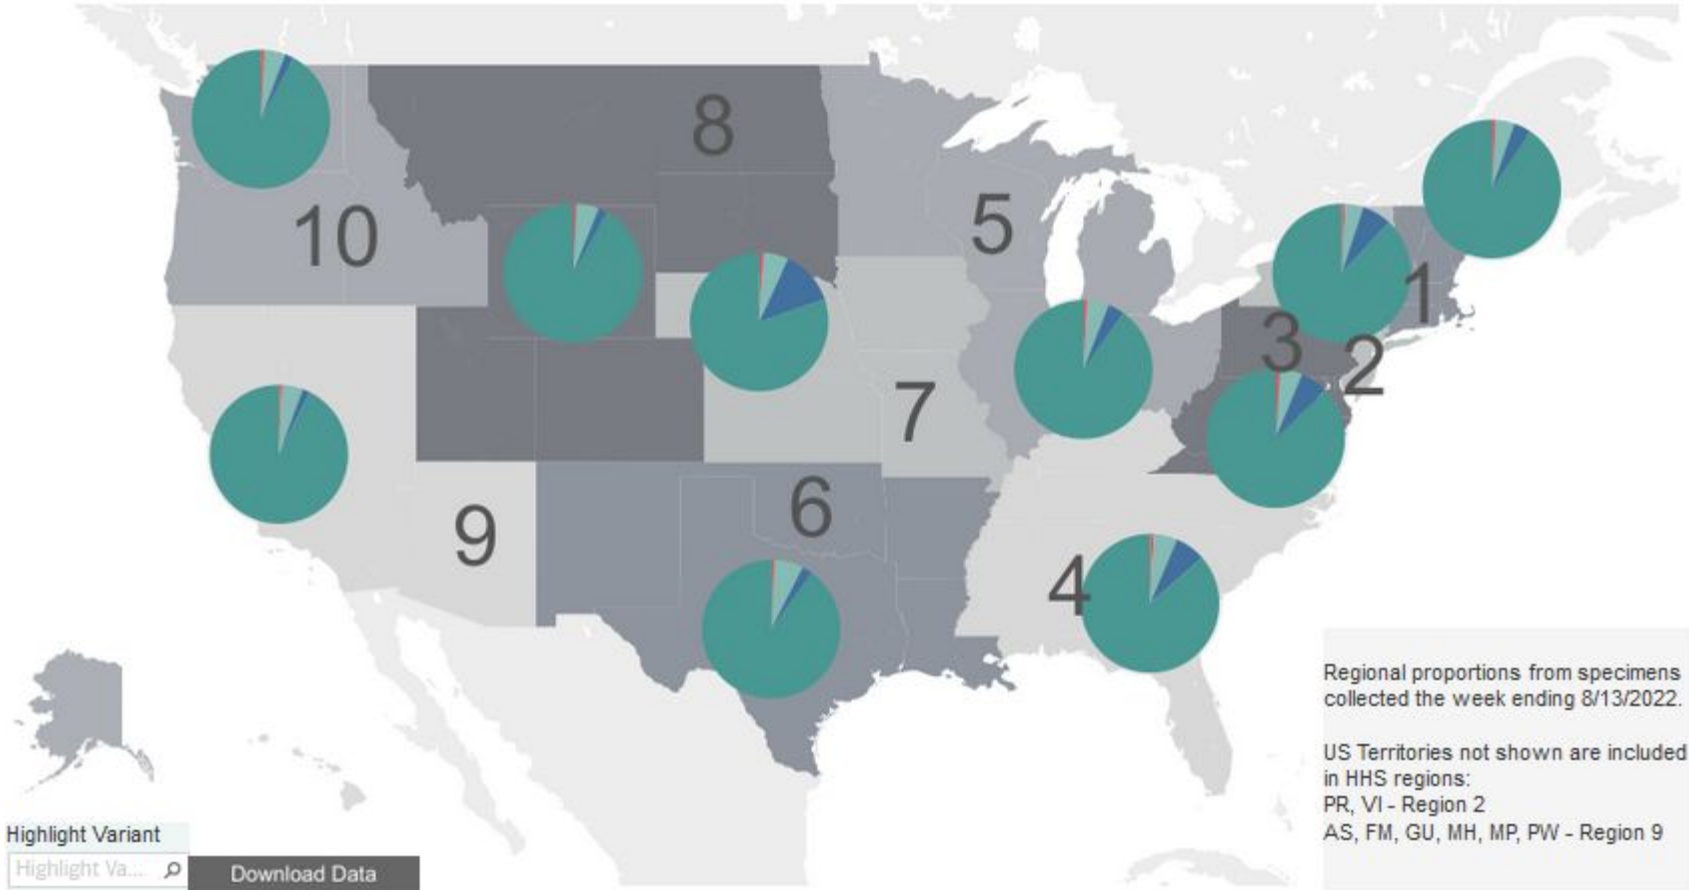 8
10
5
1
3
2
7
6
9
4
Regional proportions from specimens
collected the week ending 8/13/2022.
US Territories not shown are included
in HHS regions:
PR, VI - Region 2
AS, FM, GU, MH, MP, PW - Region 9
Highlight Variant
Highlight Va...
Download Data